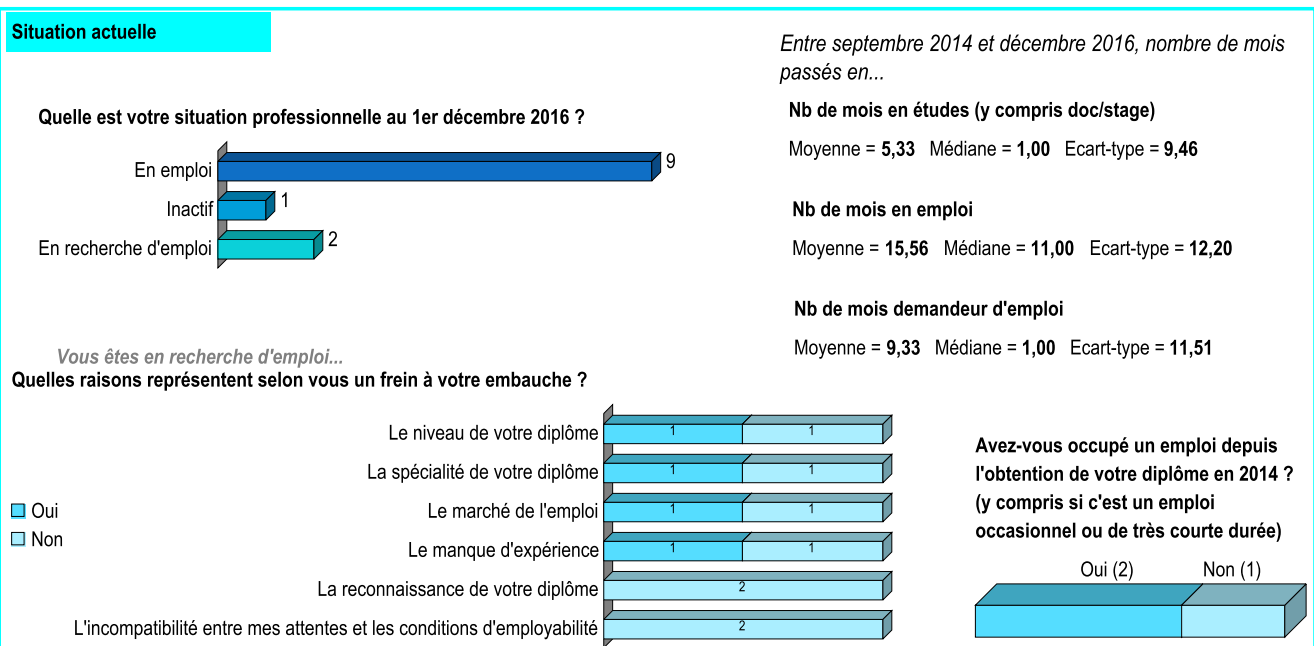 Situation actuelle
Entre septembre 2014 et décembre 2016, nombre de mois
passés en...
Quelle est votre situation professionnelle au 1er décembre 2016 ?
En emploi 9
Inactif 1
En recherche d'emploi 2
Nb de mois en études (y compris doc/stage)
Moyenne = 5,33 Médiane = 1,00 Ecart-type = 9,46
Nb de mois en emploi
Moyenne = 15,56 Médiane = 11,00 Ecart-type = 12,20
Nb de mois demandeur d'emploi
Moyenne = 9,33 Médiane = 1,00 Ecart-type = 11,51
Vous êtes en recherche d'emploi...
Quelles raisons représentent selon vous un frein à votre embauche ?
Le niveau de votre diplôme 1 1
La spécialité de votre diplôme 1 1
Le marché de l'emploi 1 1
Le manque d'expérience 1 1
La reconnaissance de votre diplôme 2
L'incompatibilité entre mes attentes et les conditions d'employabilité 2
Oui
Non
Avez-vous occupé un emploi depuis
l'obtention de votre diplôme en 2014 ?
(y compris si c'est un emploi
occasionnel ou de très courte durée)
Oui (2) Non (1)